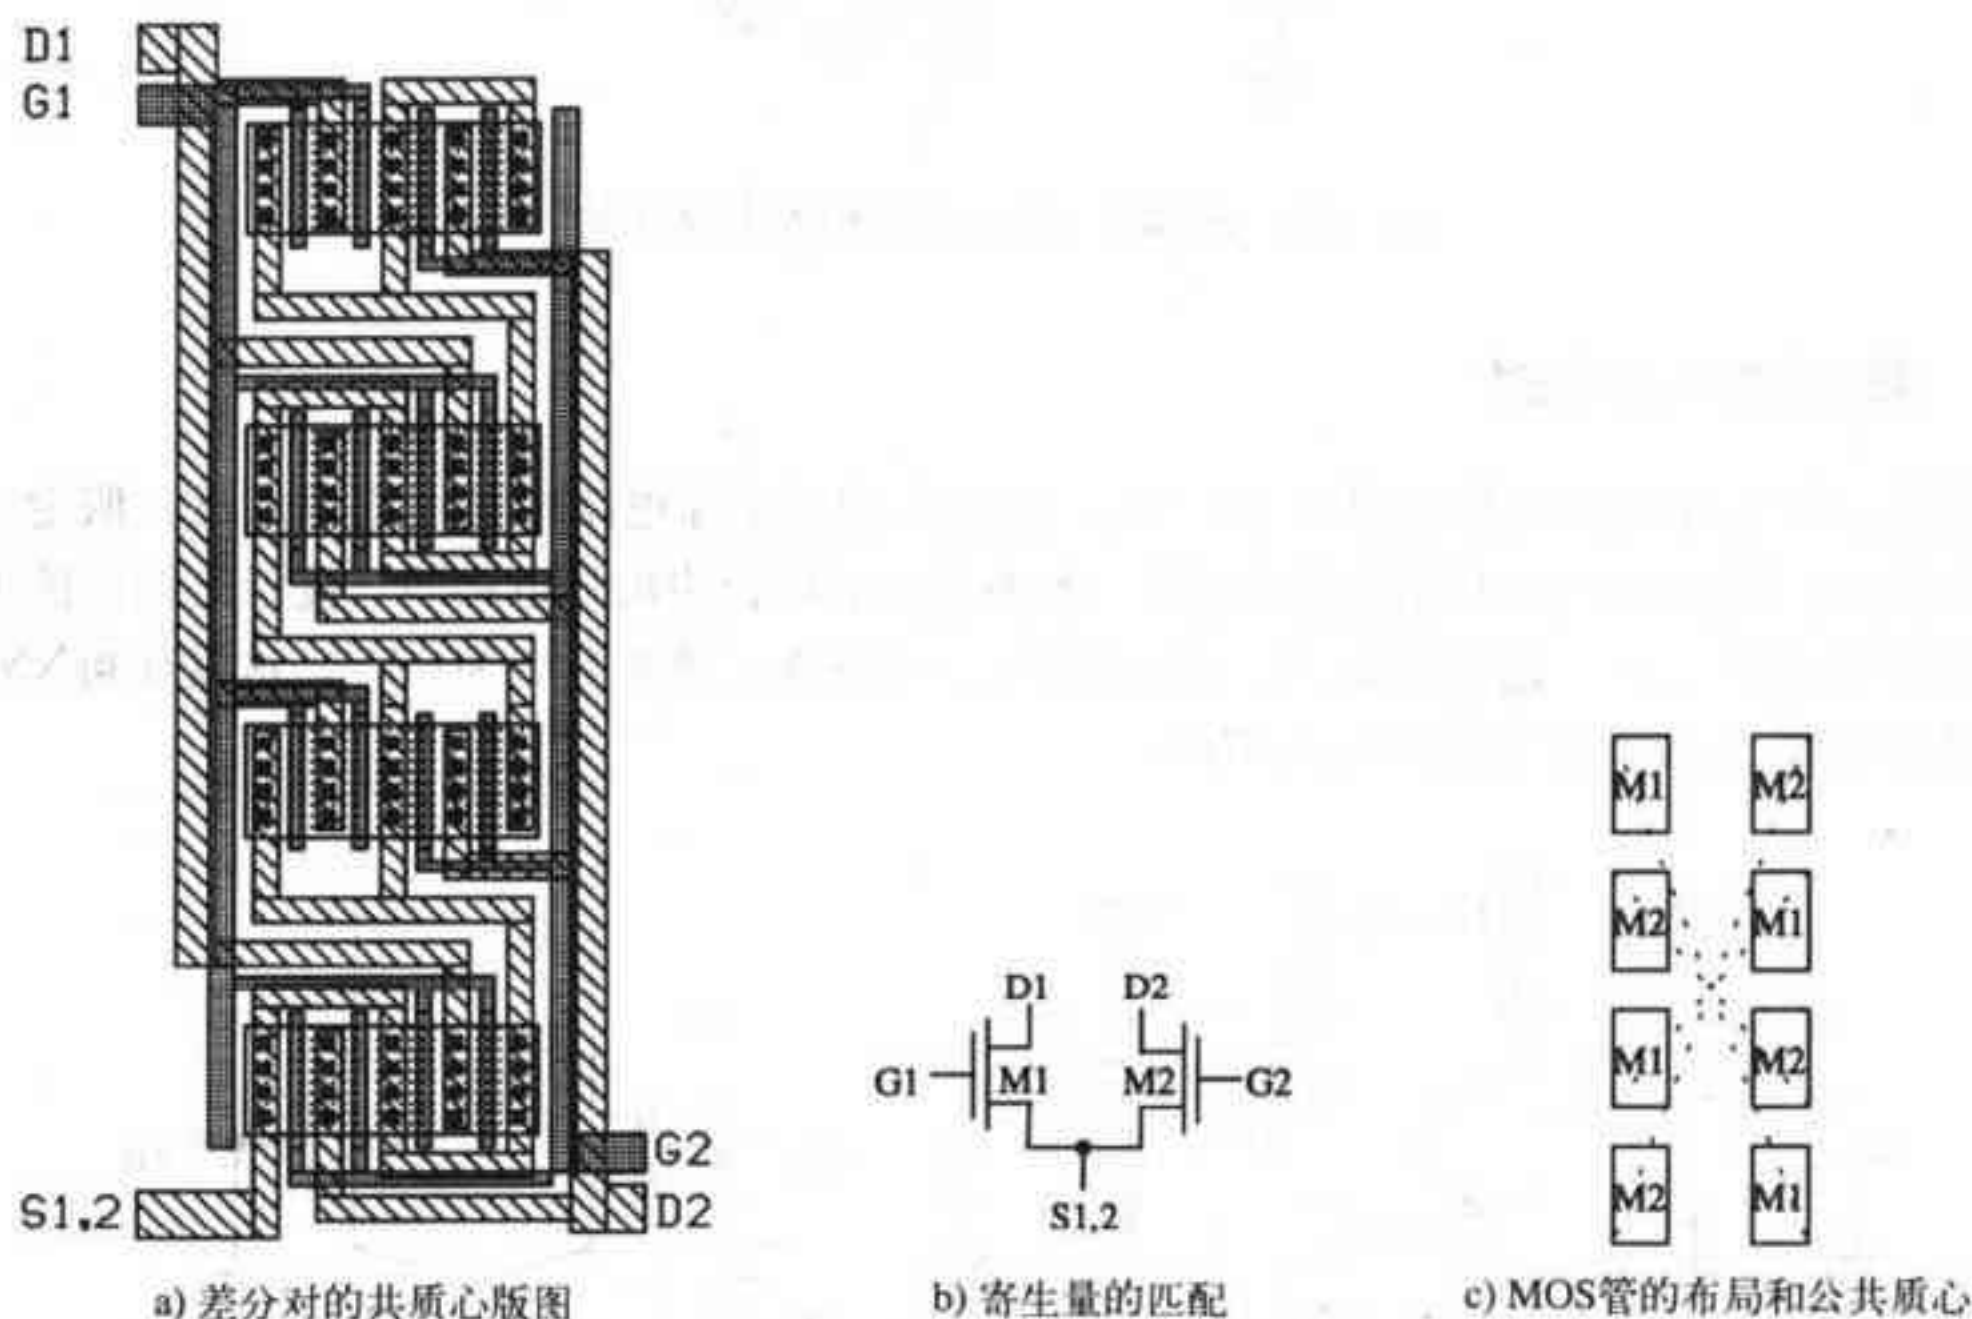 D1
G1
G2
S1,2
D2
a) 差分对的共质心版图
D1 D2
G1 M1 M2 G2
S1,2
b) 寄生量的匹配
M1 M2
M2 M1
M1 M2
M2 M1
c) MOS管的布局和公共质心